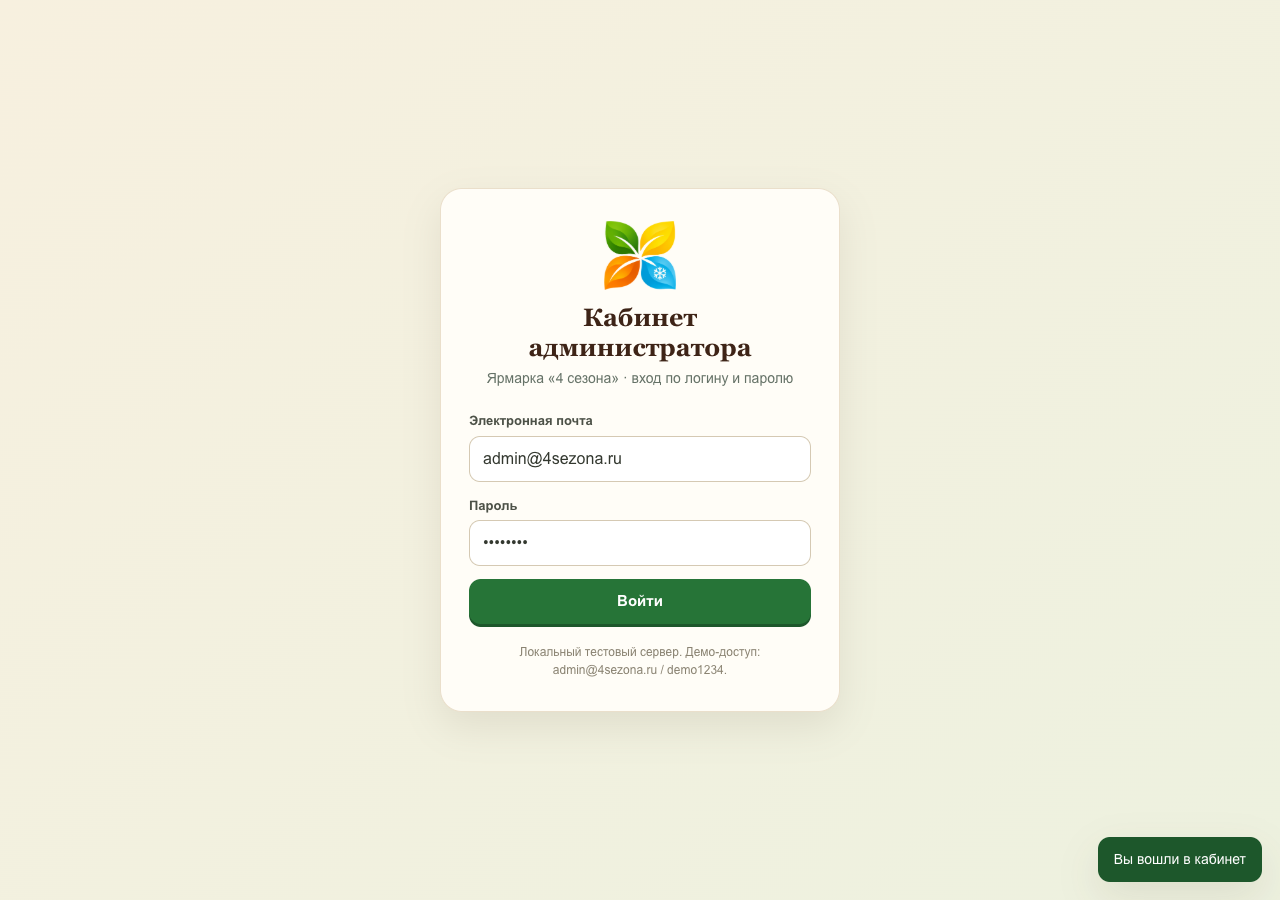 Кабинет
администратора
Ярмарка «4 сезона» · вход по логину и паролю
Электронная почта
admin@4sezona.ru
Пароль
••••••••
Войти
Локальный тестовый сервер. Демо-доступ:
admin@4sezona.ru / demo1234.
Вы вошли в кабинет